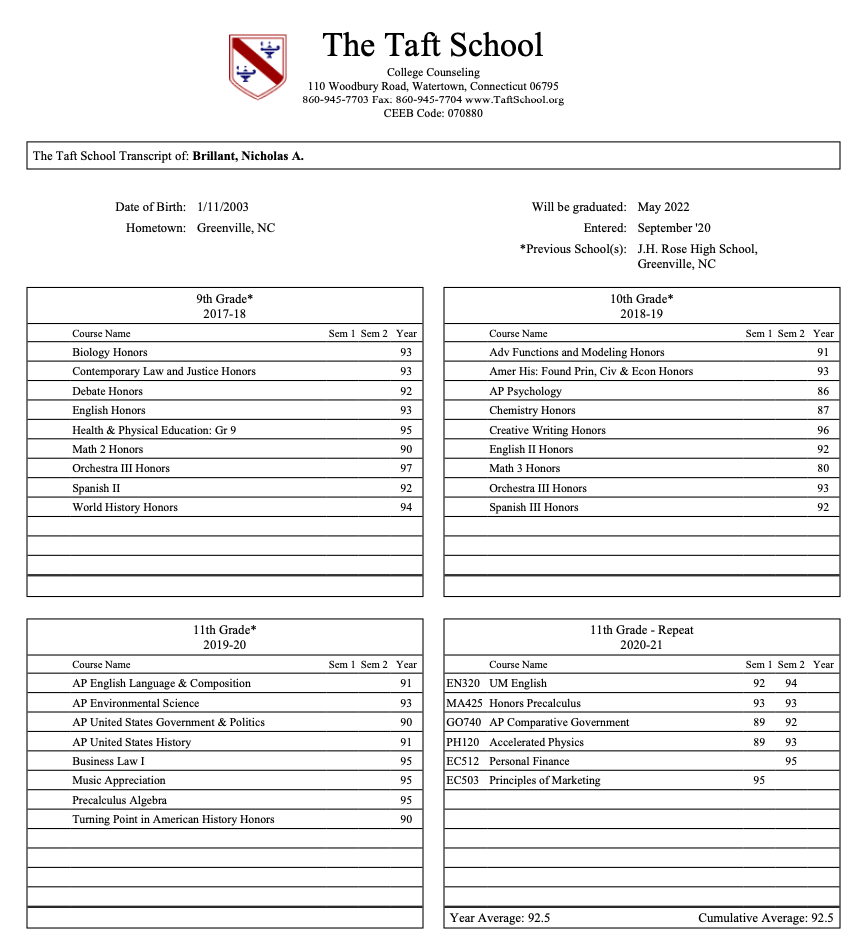 The Taft School
College Counseling
110 Woodbury Road, Watertown, Connecticut 06795
860-945-7703 Fax: 860-945-7704 www.TaftSchool.org
CEEB Code: 070880
The Taft School Transcript of: Brillant, Nicholas A.
Date of Birth: 1/11/2003
Hometown: Greenville, NC
Will be graduated: May 2022
Entered: September '20
*Previous School(s): J.H. Rose High School,
Greenville, NC
9th Grade*
2017-18
Course Name Sem 1 Sem 2 Year
Biology Honors 93
Contemporary Law and Justice Honors 93
Debate Honors 92
English Honors 93
Health & Physical Education: Gr 9 95
Math 2 Honors 90
Orchestra III Honors 97
Spanish II 92
World History Honors 94
10th Grade*
2018-19
Course Name Sem 1 Sem 2 Year
Adv Functions and Modeling Honors 91
Amer His: Found Prin, Civ & Econ Honors 93
AP Psychology 86
Chemistry Honors 87
Creative Writing Honors 96
English II Honors 92
Math 3 Honors 80
Orchestra III Honors 93
Spanish III Honors 92
11th Grade*
2019-20
Course Name Sem 1 Sem 2 Year
AP English Language & Composition 91
AP Environmental Science 93
AP United States Government & Politics 90
AP United States History 91
Business Law I 95
Music Appreciation 95
Precalculus Algebra 95
Turning Point in American History Honors 90
11th Grade - Repeat
2020-21
Course Name Sem 1 Sem 2 Year
EN320 UM English 92 94
MA425 Honors Precalculus 93 93
GO740 AP Comparative Government 89 92
PH120 Accelerated Physics 89 93
EC512 Personal Finance 95
EC503 Principles of Marketing 95
Year Average: 92.5 Cumulative Average: 92.5